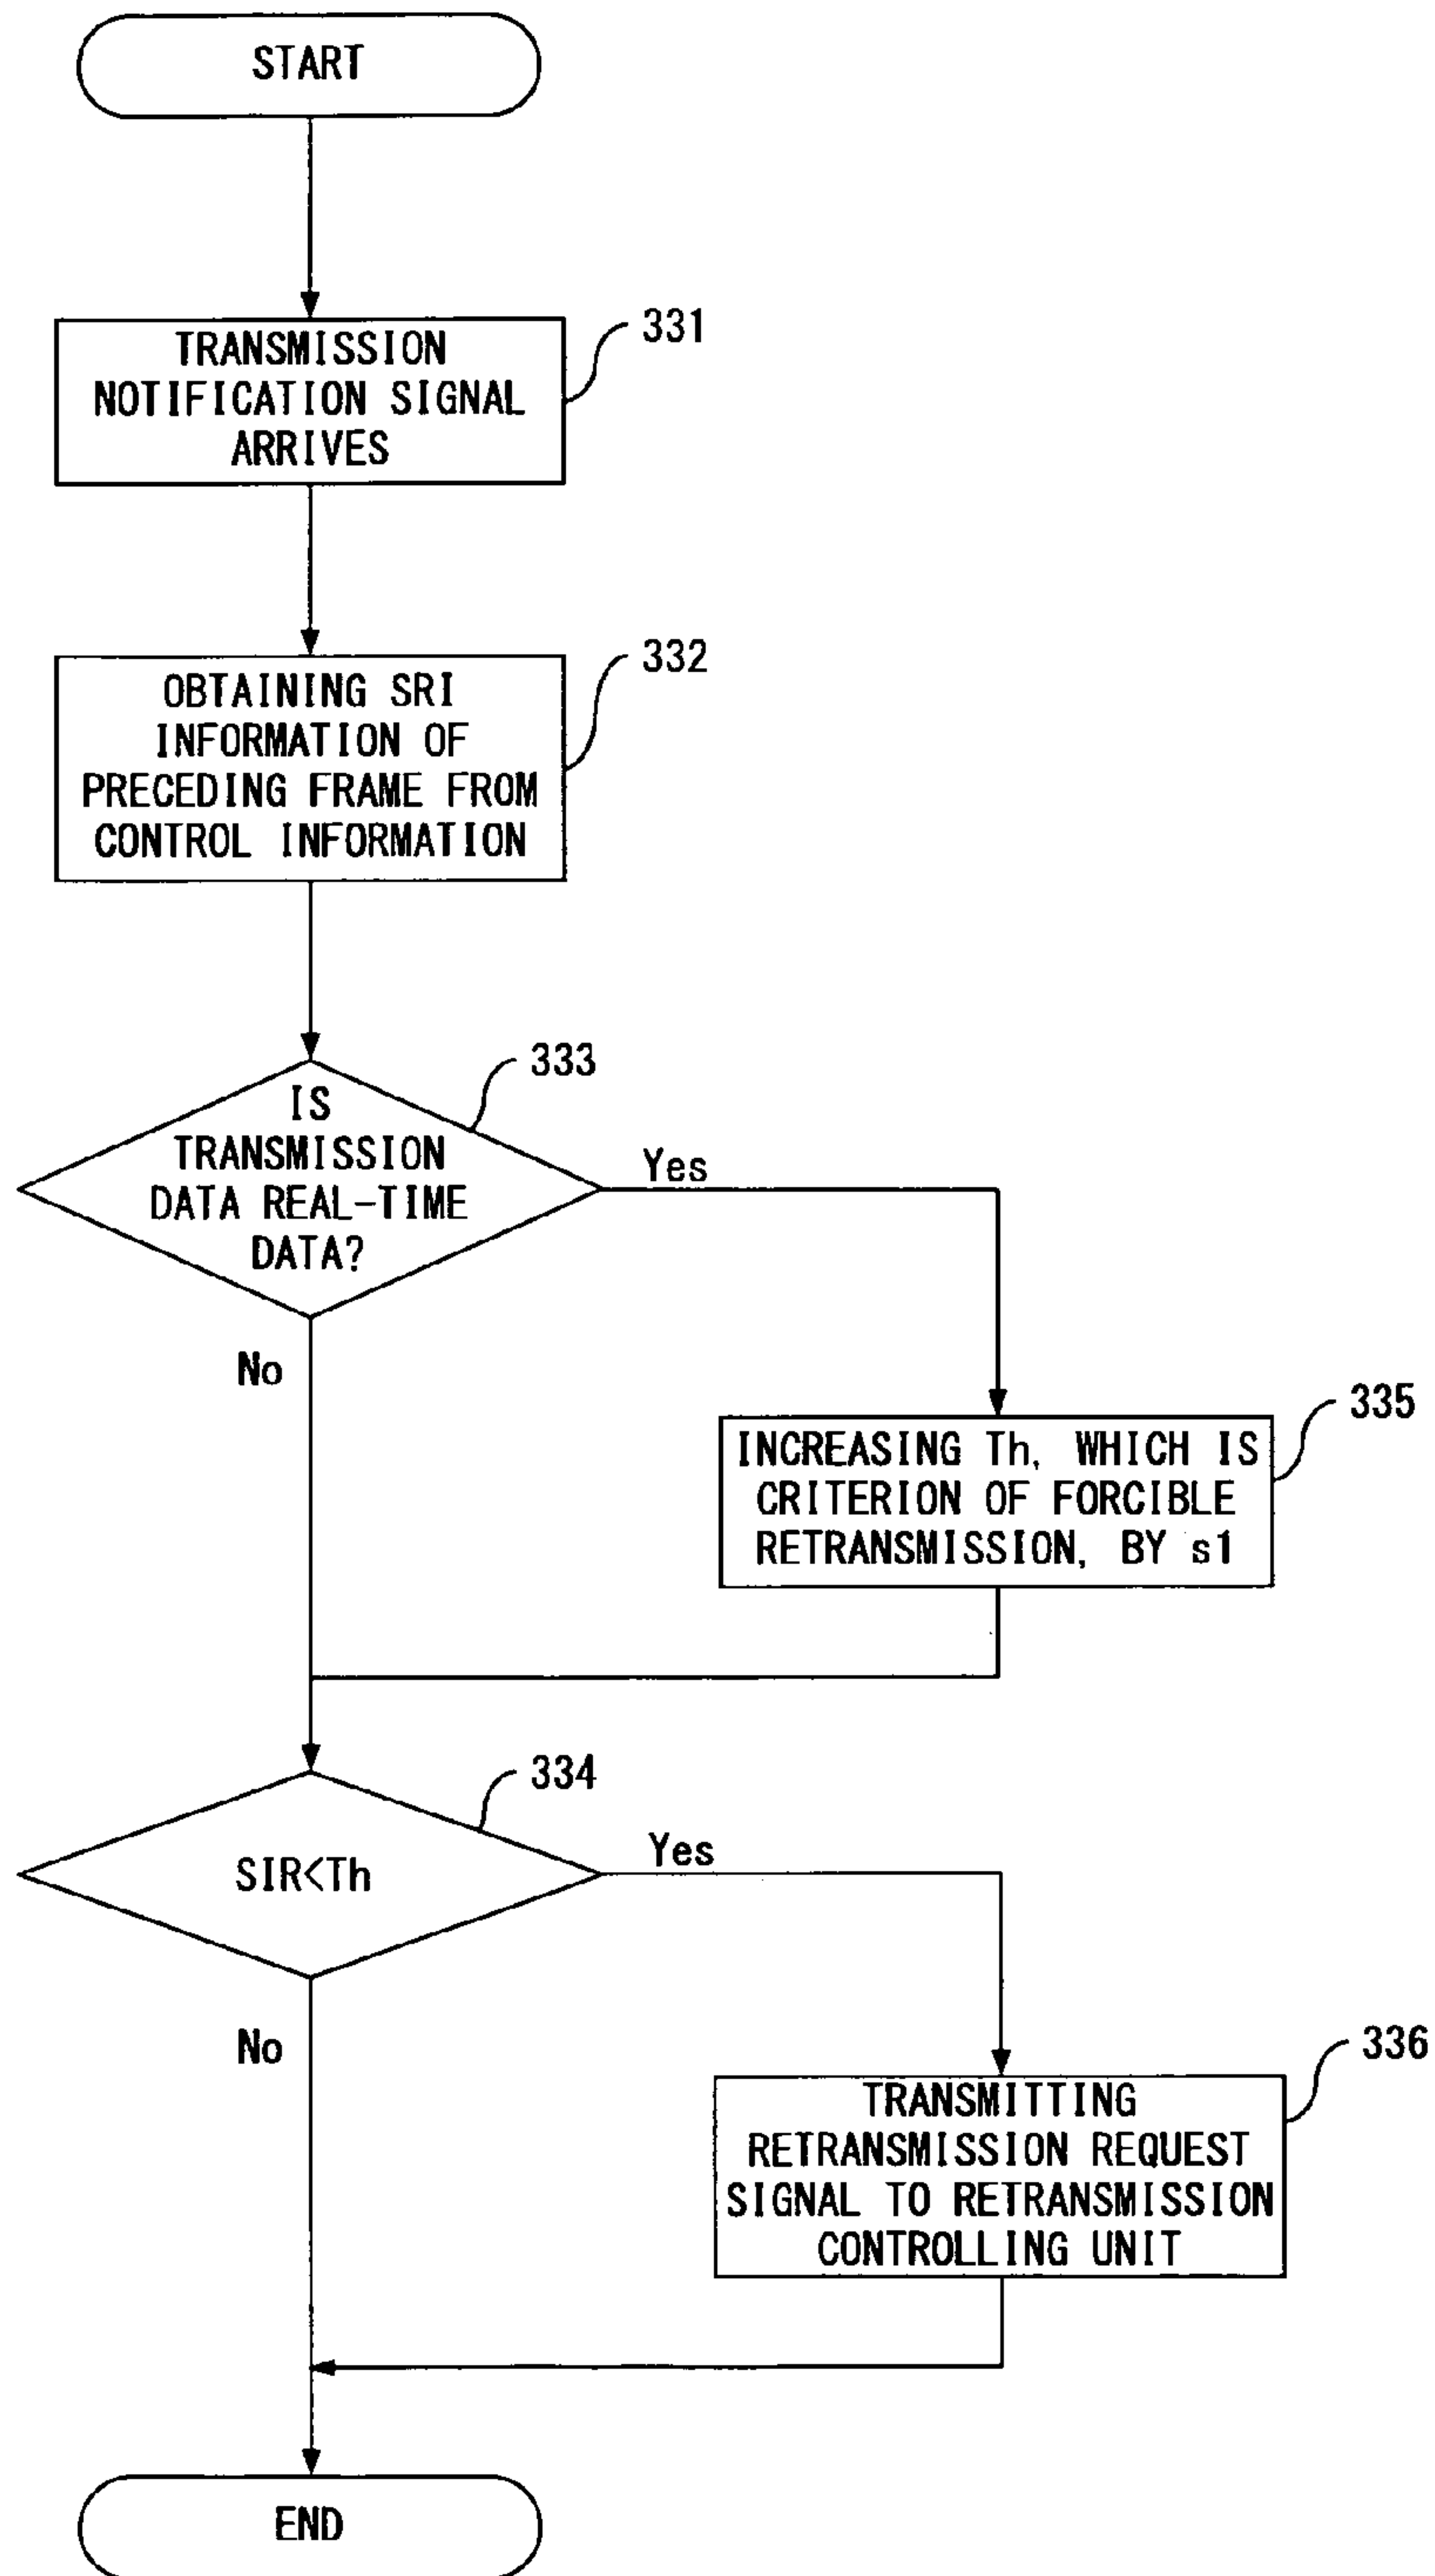 START
331
TRANSMISSION
NOTIFICATION SIGNAL
ARRIVES
332
OBTAINING SRI
INFORMATION OF
PRECEDING FRAME FROM
CONTROL INFORMATION
333
IS
TRANSMISSION
DATA REAL-TIME
DATA?
Yes
No
335
INCREASING Th, WHICH IS
CRITERION OF FORCIBLE
RETRANSMISSION, BY s1
334
SIR<Th
Yes
No
336
TRANSMITTING
RETRANSMISSION REQUEST
SIGNAL TO RETRANSMISSION
CONTROLLING UNIT
END